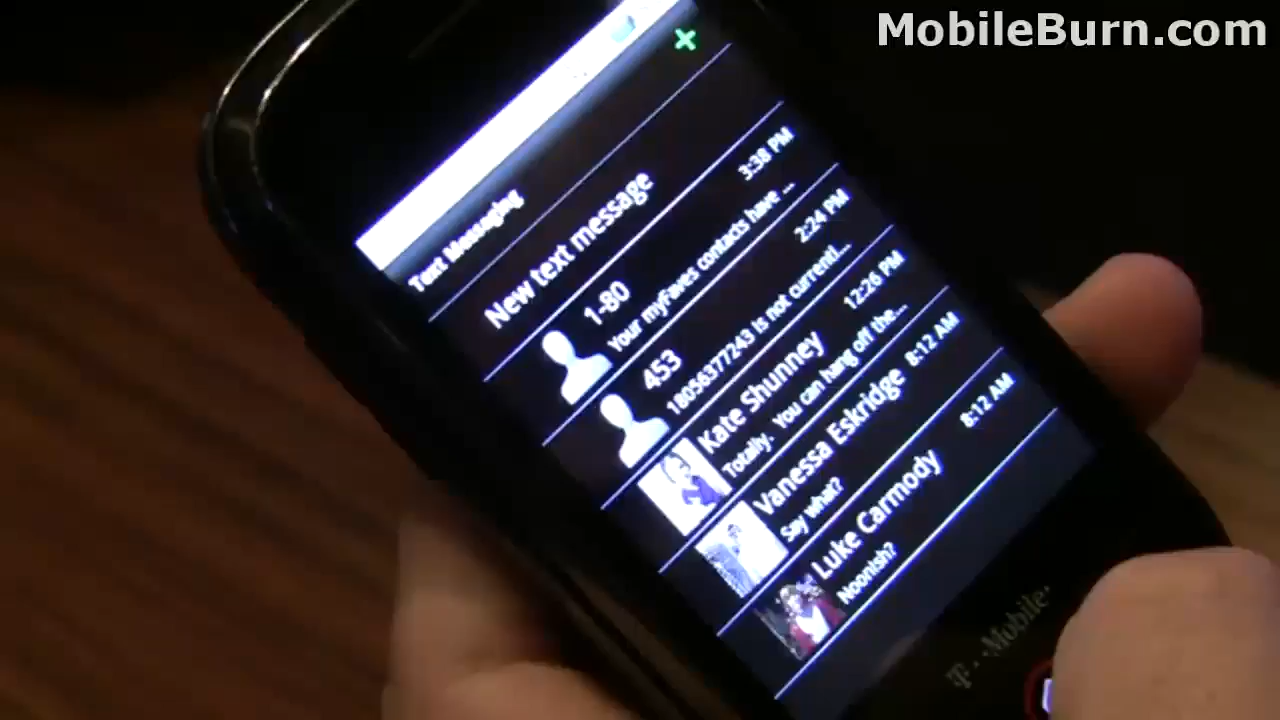 MobileBurn.com
Text Messaging
New text message
1-80
3:38 PM
Your myFaves contacts have ...
453
2:24 PM
18056377243 is not currentl...
Kate Shunney
12:26 PM
Totally. You can hang off the...
Vanessa Eskridge
8:12 AM
Say what?
Luke Carmody
8:12 AM
Noonish?
T··Mobile·